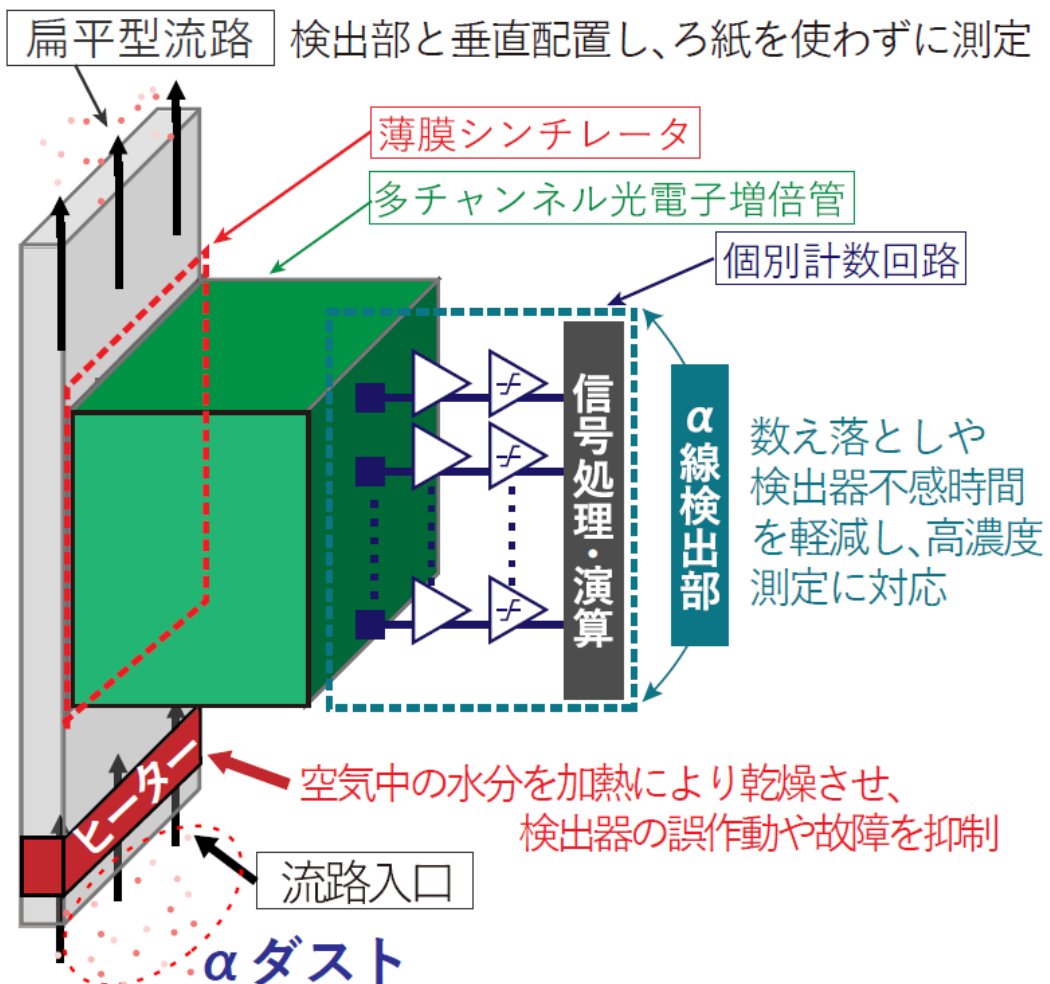 扁平型流路
検出部と垂直配置し、ろ紙を使わずに測定
薄膜シンチレータ
多チャンネル光電子増倍管
個別計数回路
信号処理・演算
α線検出部
数え落としや
検出器不感時間
を軽減し、高濃度
測定に対応
ヒーター
空気中の水分を加熱により乾燥させ、
検出器の誤作動や故障を抑制
流路入口
αダスト